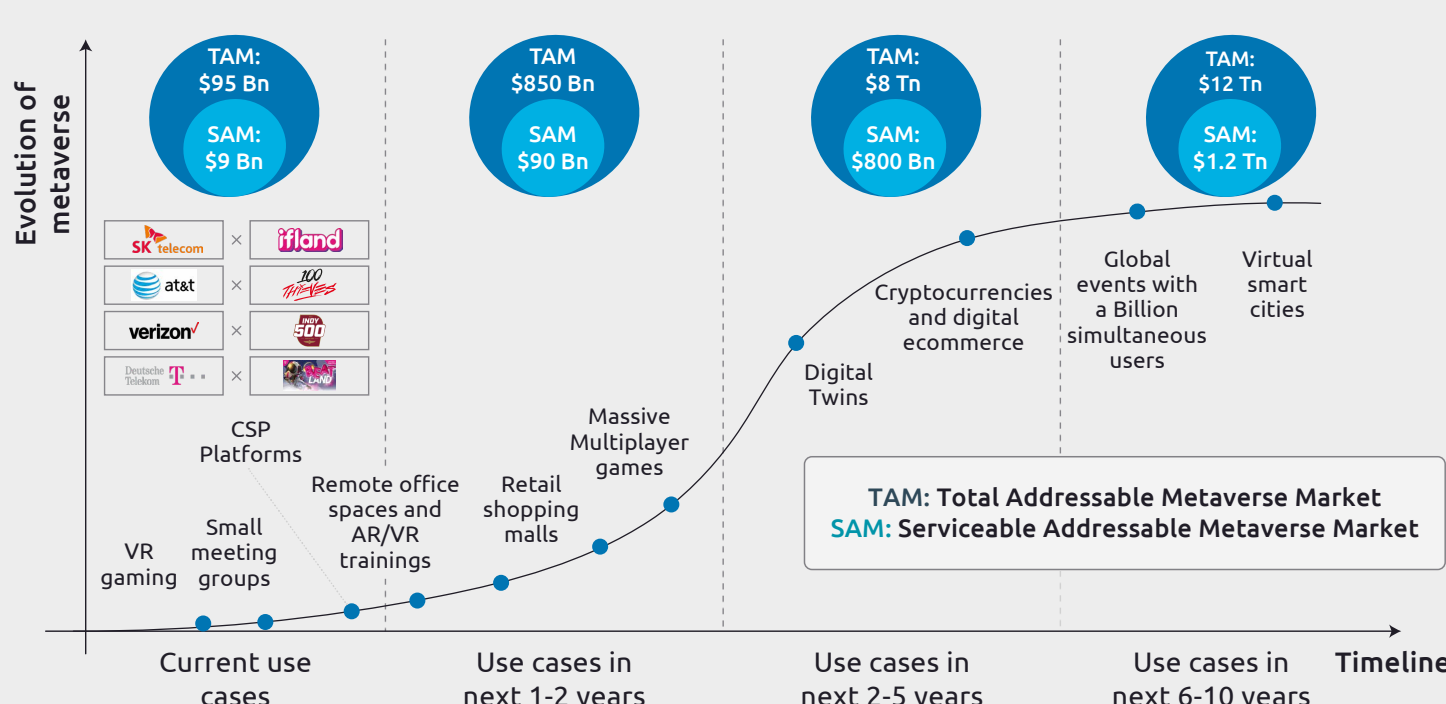 Evolution of
metaverse
TAM:
$95 Bn
SAM:
$9 Bn
TAM
$850 Bn
SAM
$90 Bn
TAM:
$8 Tn
SAM:
$800 Bn
TAM:
$12 Tn
SAM:
$1.2 Tn
SK telecom × ifland
at&t × 100
THIEVES
verizon × INDY
500
Deutsche
Telekom T × BEAT
LAND
CSP
Platforms
VR
gaming
Small
meeting
groups
Remote office
spaces and
AR/VR
trainings
Retail
shopping
malls
Massive
Multiplayer
games
Digital
Twins
Cryptocurrencies
and digital
ecommerce
Global
events with
a Billion
simultaneous
users
Virtual
smart
cities
TAM: Total Addressable Metaverse Market
SAM: Serviceable Addressable Metaverse Market
Current use
cases
Use cases in
next 1-2 years
Use cases in
next 2-5 years
Use cases in
next 6-10 years
Timeline